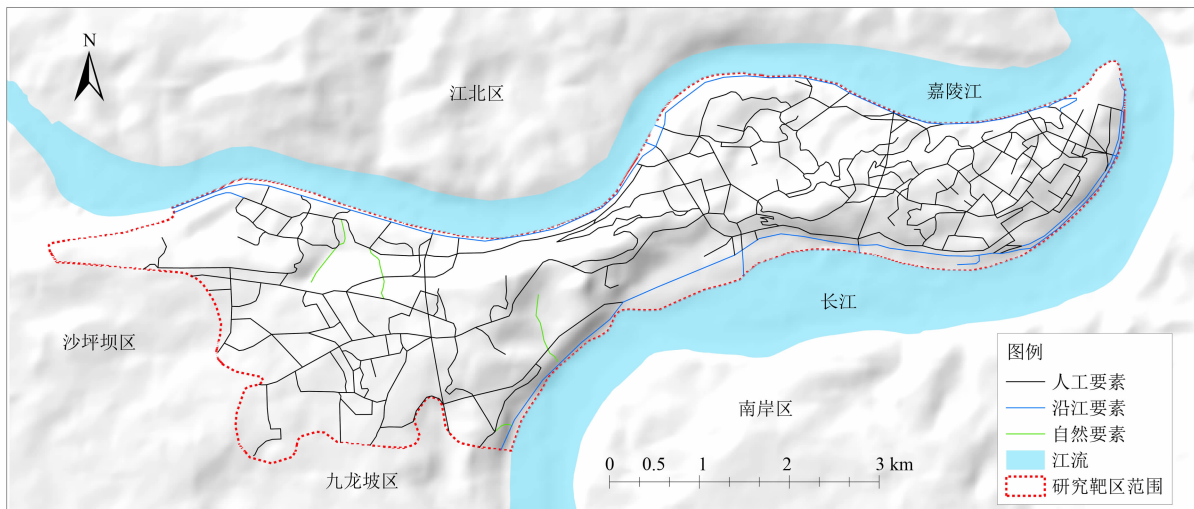 N
江北区
嘉陵江
长江
沙坪坝区
南岸区
九龙坡区
图例
人工要素
沿江要素
自然要素
江流
研究靶区范围
0 0.5 1 2 3 km